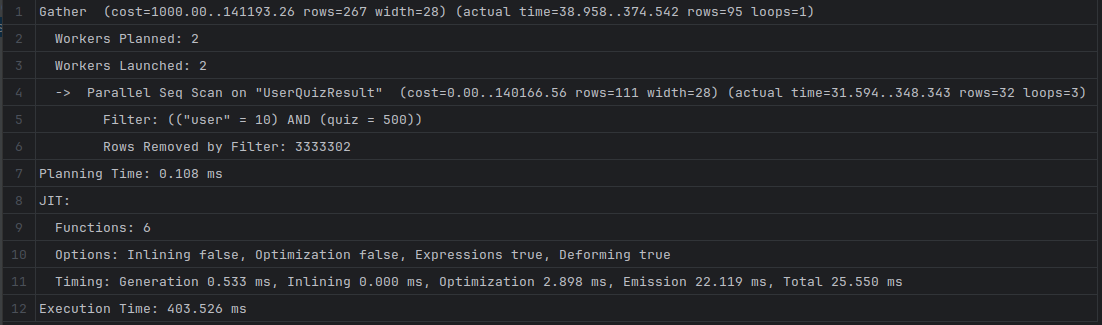 1 Gather  (cost=1000.00..141193.26 rows=267 width=28) (actual time=38.958..374.542 rows=95 loops=1)
2   Workers Planned: 2
3   Workers Launched: 2
4   ->  Parallel Seq Scan on "UserQuizResult"  (cost=0.00..140166.56 rows=111 width=28) (actual time=31.594..348.343 rows=32 loops=3)
5         Filter: (("user" = 10) AND (quiz = 500))
6         Rows Removed by Filter: 3333302
7 Planning Time: 0.108 ms
8 JIT:
9   Functions: 6
10   Options: Inlining false, Optimization false, Expressions true, Deforming true
11   Timing: Generation 0.533 ms, Inlining 0.000 ms, Optimization 2.898 ms, Emission 22.119 ms, Total 25.550 ms
12 Execution Time: 403.526 ms